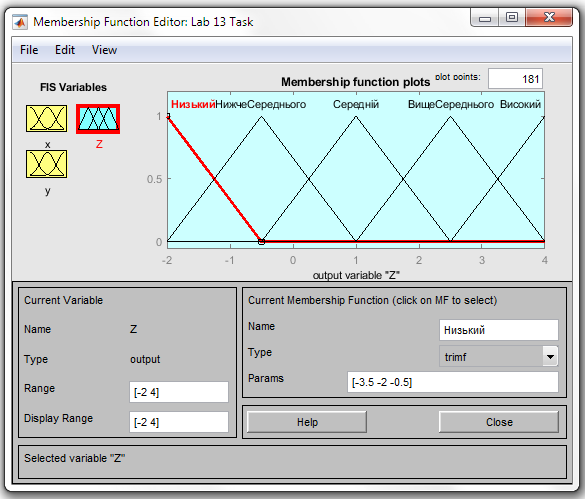 Membership Function Editor: Lab 13 Task
File Edit View
FIS Variables
x
Z
y
Membership function plots
plot points:
181
Низький
НижчеСереднього
Середній
ВищеСереднього
Високий
1
0.5
0
-2 -1 0 1 2 3 4
output variable "Z"
Current Variable
Name Z
Type output
Range [-2 4]
Display Range [-2 4]
Current Membership Function (click on MF to select)
Name Низький
Type trimf
Params [-3.5 -2 -0.5]
Help
Close
Selected variable "Z"